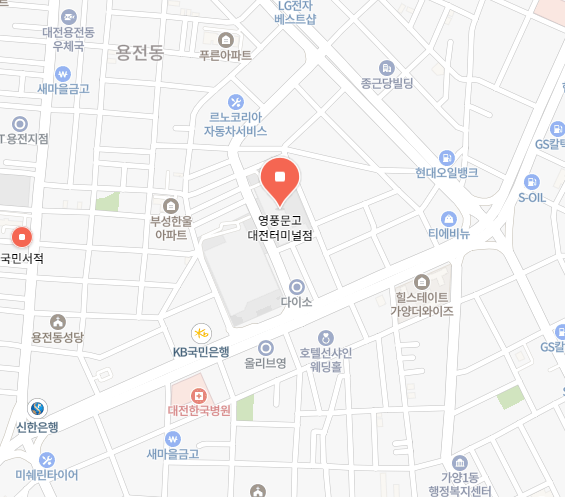 LG전자
베스트샵
대전용전동
우체국
용전동
푸른아파트
새마을금고
종근당빌딩
르노코리아
자동차서비스
T 용전지점
GS칼틱
현대오일뱅크
S-OIL
부성한울
아파트
영풍문고
대전터미널점
티에비뉴
국민서적
다이소
힐스테이트
가양더와이즈
용전동성당
KB국민은행
올리브영
호텔선샤인
웨딩홀
GS칼
대전한국병원
신한은행
새마을금고
미쉐린타이어
가양1동
행정복지센터